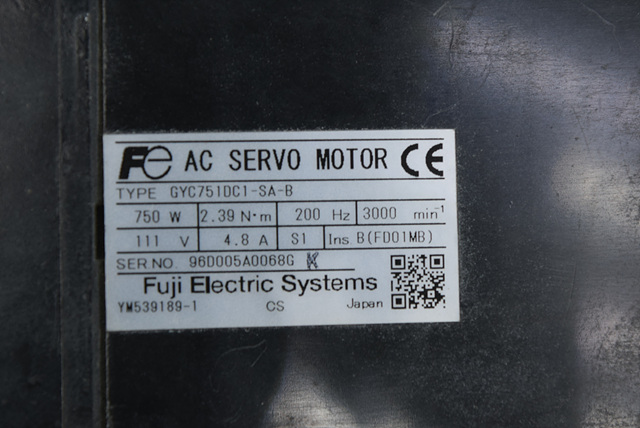 Fe AC SERVO MOTOR CE
TYPE GYC751DC1-SA-B
750 W 2.39 N·m 200 Hz 3000 min-1
111 V 4.8 A S1 Ins. B(FD01MB)
SER.NO. 960005A0068G K
Fuji Electric Systems
YM539189-1 CS Japan